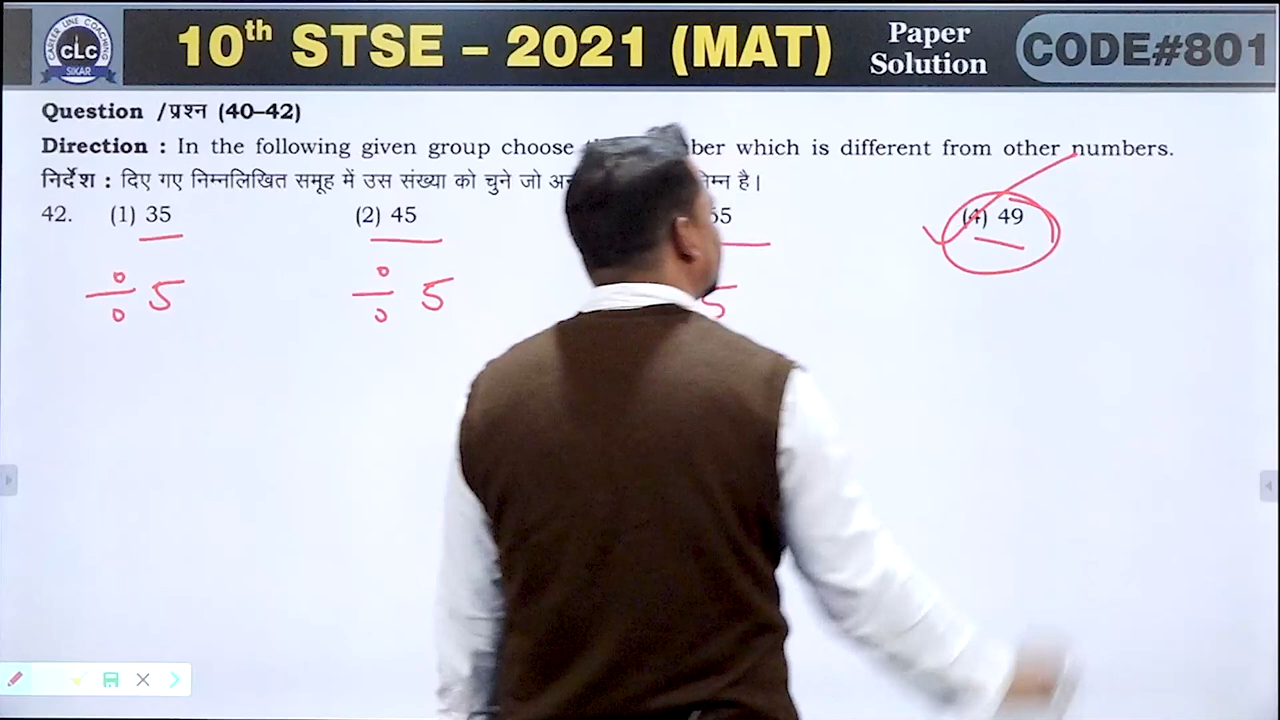 CAREER LINE COACHING
CLC
SIKAR
10th STSE – 2021 (MAT)
Paper Solution
CODE#801
Question /प्रश्न (40–42)
Direction : In the following given group choose which is different from other numbers.
निर्देश : दिए गए निम्नलिखित समूह में उस संख्या को चुने जो है।
42. (1) 35 (2) 45 (4) 49
÷ 5 ÷ 5 5